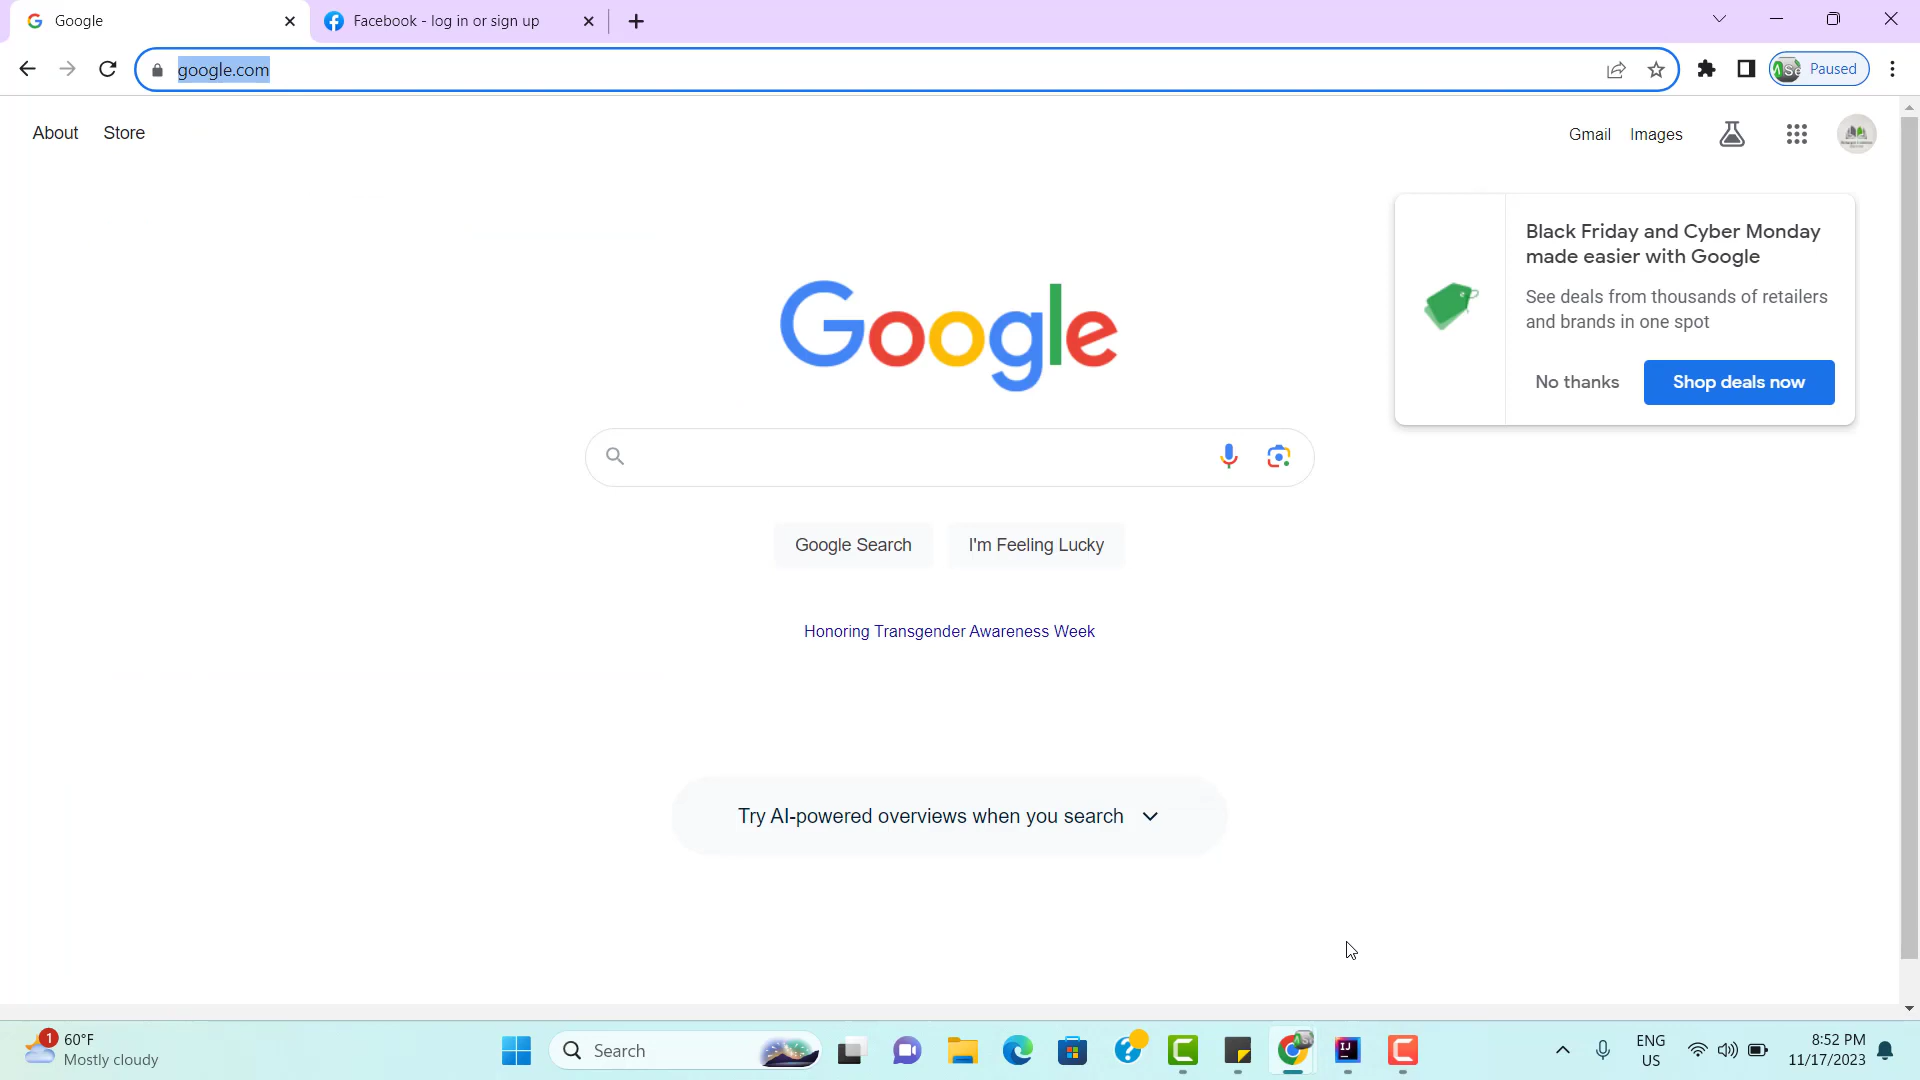 Google
Facebook - log in or sign up
google.com
Paused
About
Store
Gmail
Images
Black Friday and Cyber Monday
made easier with Google
See deals from thousands of retailers
and brands in one spot
No thanks
Shop deals now
Google
Google Search
I'm Feeling Lucky
Honoring Transgender Awareness Week
Try AI-powered overviews when you search
1
60°F
Mostly cloudy
Search
IJ
ENG
US
8:52 PM
11/17/2023